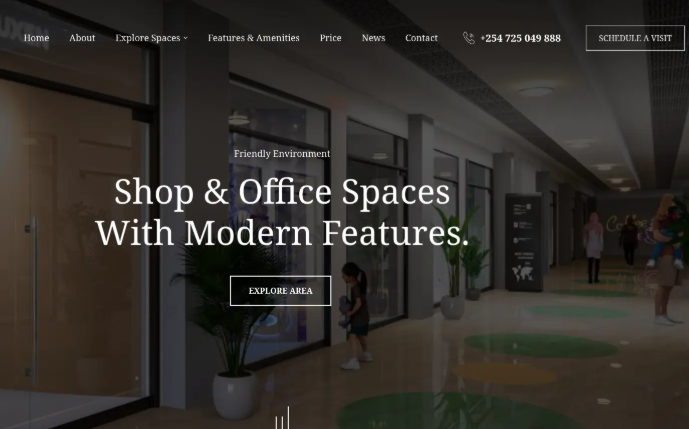 Home
About
Explore Spaces
Features & Amenities
Price
News
Contact
+254 725 049 888
SCHEDULE A VISIT
Friendly Environment
Shop & Office Spaces
With Modern Features.
EXPLORE AREA